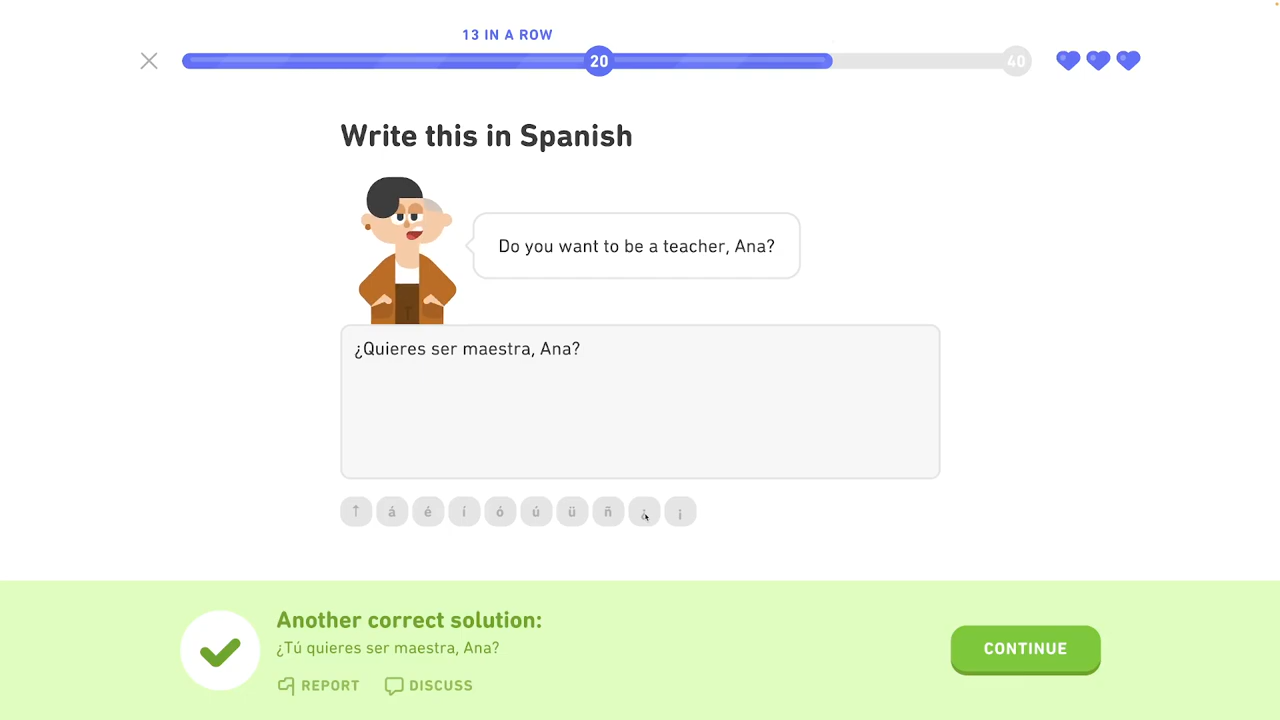 13 IN A ROW
20
40
Write this in Spanish
Do you want to be a teacher, Ana?
¿Quieres ser maestra, Ana?
↑ á é í ó ú ü ñ ¿ ¡
Another correct solution:
¿Tú quieres ser maestra, Ana?
CONTINUE
REPORT DISCUSS